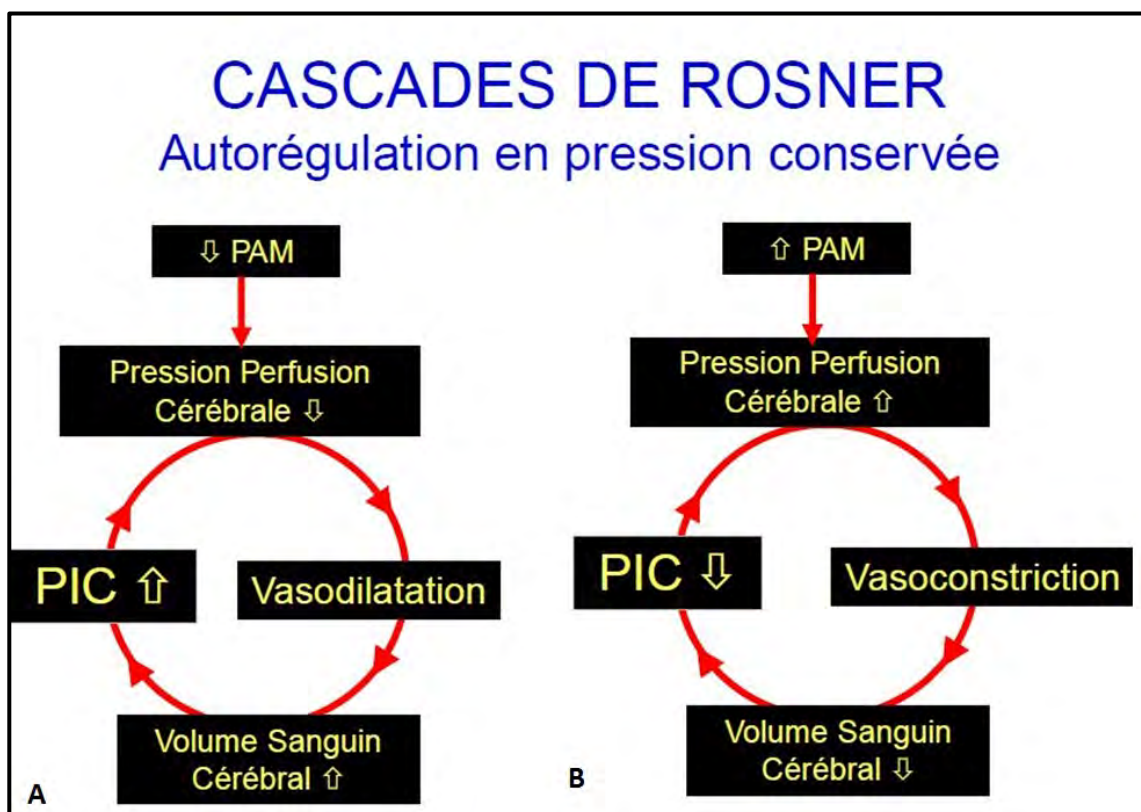 CASCADES DE ROSNER
Autorégulation en pression conservée
⇩ PAM
Pression Perfusion
Cérébrale ⇩
PIC ⇧
Vasodilatation
Volume Sanguin
Cérébral ⇧
A
⇧ PAM
Pression Perfusion
Cérébrale ⇧
PIC ⇩
Vasoconstriction
Volume Sanguin
Cérébral ⇩
B